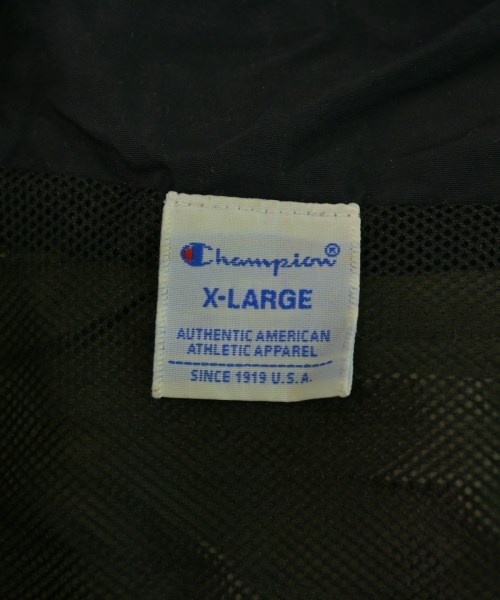 Champion®
X-LARGE
AUTHENTIC AMERICAN
ATHLETIC APPAREL
SINCE 1919 U.S.A.